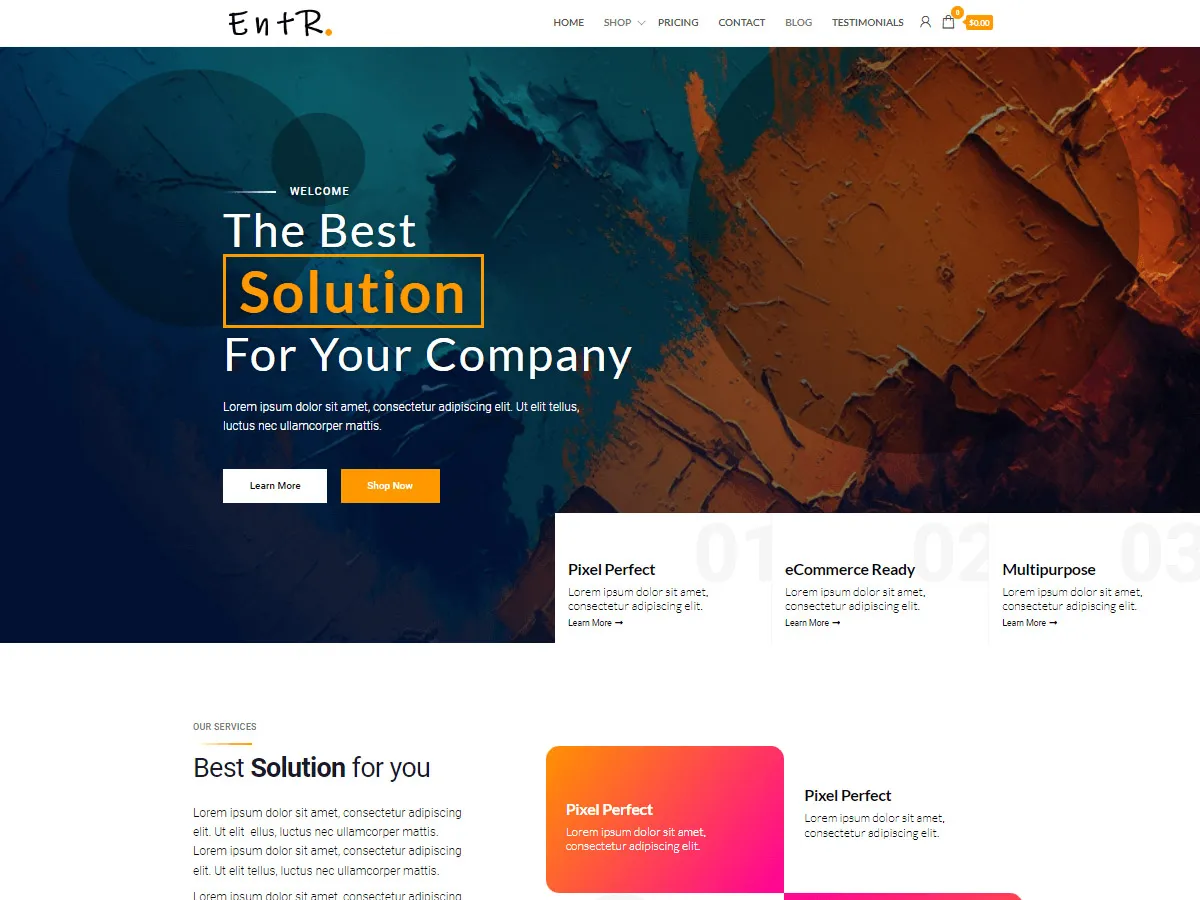 EntR.
HOME SHOP PRICING CONTACT BLOG TESTIMONIALS 0 $0.00
WELCOME
The Best
Solution
For Your Company
Lorem ipsum dolor sit amet, consectetur adipiscing elit. Ut elit tellus,
luctus nec ullamcorper mattis.
Learn More Shop Now
01
Pixel Perfect
Lorem ipsum dolor sit amet,
consectetur adipiscing elit.
Learn More →
02
eCommerce Ready
Lorem ipsum dolor sit amet,
consectetur adipiscing elit.
Learn More →
03
Multipurpose
Lorem ipsum dolor sit amet,
consectetur adipiscing elit.
Learn More →
OUR SERVICES
Best Solution for you
Lorem ipsum dolor sit amet, consectetur adipiscing
elit. Ut elit  ellus, luctus nec ullamcorper mattis.
Lorem ipsum dolor sit amet, consectetur adipiscing
elit. Ut elit tellus, luctus nec ullamcorper mattis.
Lorem ipsum dolor sit amet, consectetur adipiscing
Pixel Perfect
Lorem ipsum dolor sit amet,
consectetur adipiscing elit.
Pixel Perfect
Lorem ipsum dolor sit amet,
consectetur adipiscing elit.